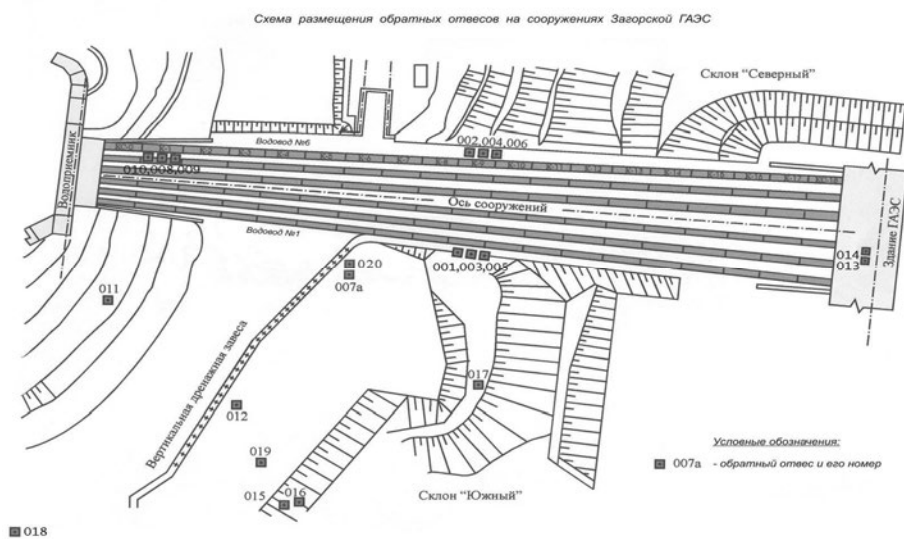 Схема размещения обратных отвесов на сооружениях Загорской ГАЭС
Склон "Северный"
Водоприемник
Водовод №6
002,004,006
010,008,009
Ось сооружений
Здание ГАЭС
Водовод №1
014
013
001,003,005
020
007а
011
Вертикальная дренажная завеса
017
012
019
015
016
Склон "Южный"
Условные обозначения:
007а - обратный отвес и его номер
018